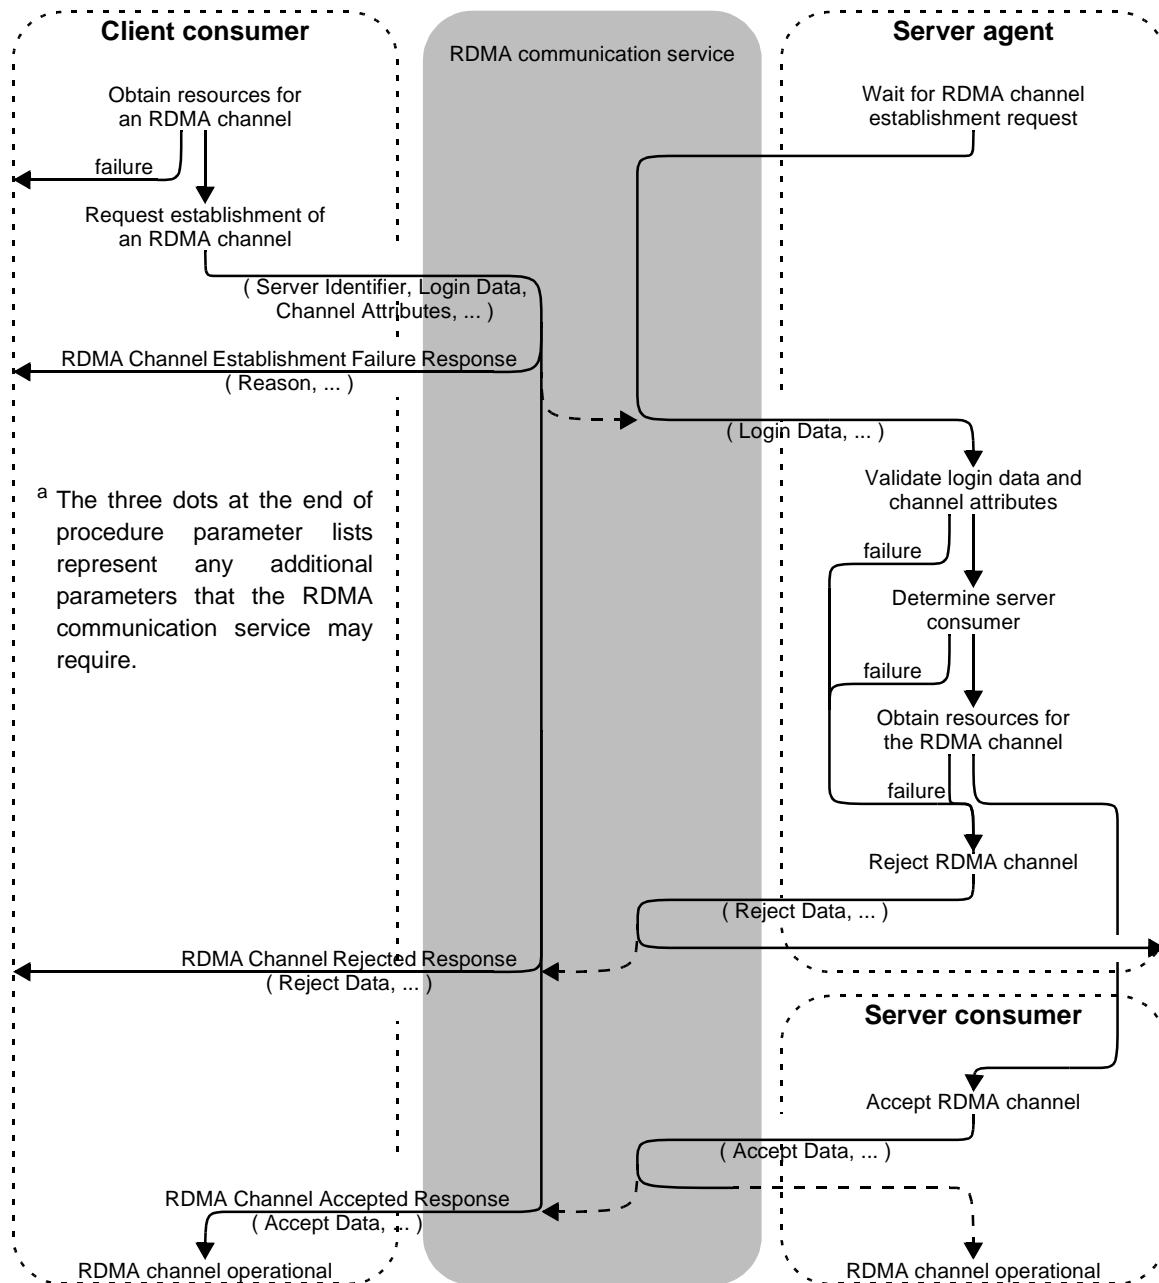 Client consumer
RDMA communication service
Server agent
Obtain resources for
an RDMA channel
Wait for RDMA channel
establishment request
failure
Request establishment of
an RDMA channel
( Server Identifier, Login Data,
Channel Attributes, ... )
RDMA Channel Establishment Failure Response
( Reason, ... )
( Login Data, ... )
Validate login data and
channel attributes
a The three dots at the end of
procedure parameter lists
represent any additional
parameters that the RDMA
communication service may
require.
failure
Determine server
consumer
failure
Obtain resources for
the RDMA channel
failure
Reject RDMA channel
( Reject Data, ... )
RDMA Channel Rejected Response
( Reject Data, ... )
Server consumer
Accept RDMA channel
( Accept Data, ... )
RDMA Channel Accepted Response
( Accept Data, ... )
RDMA channel operational
RDMA channel operational